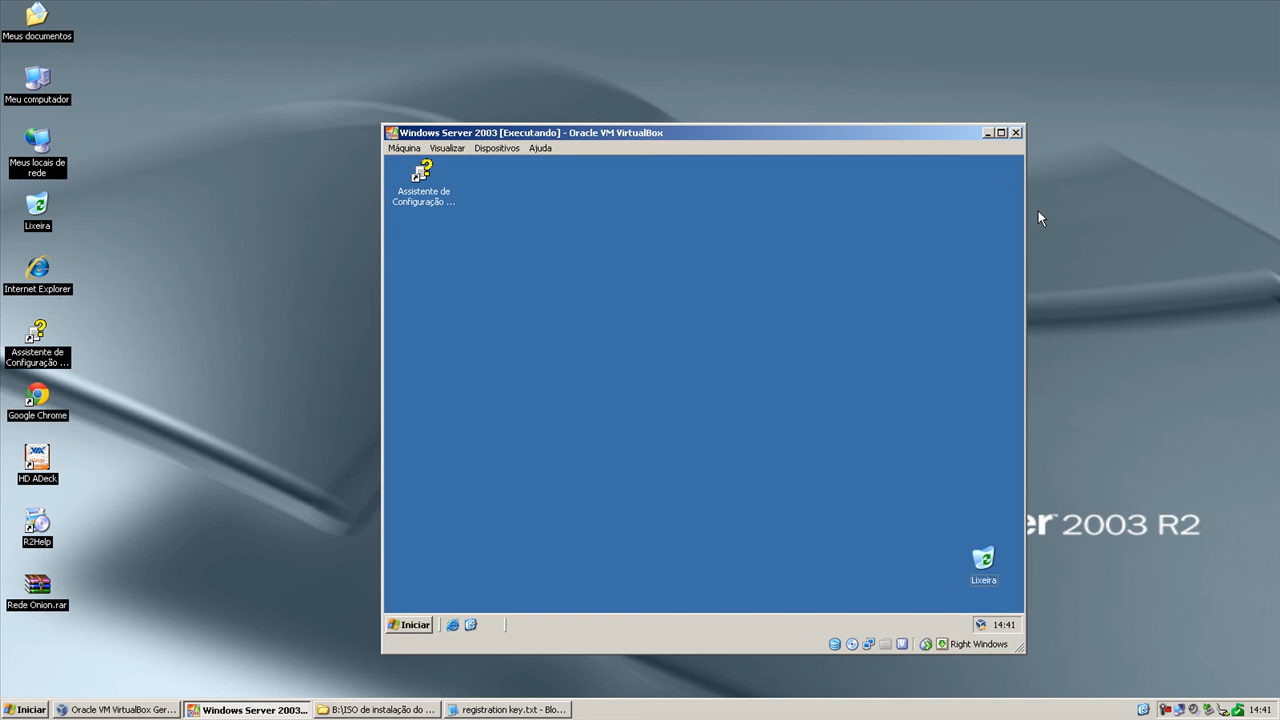 Meus documentos
Meu computador
Meus locais de
rede
Lixeira
Internet Explorer
Assistente de
Configuração ...
Google Chrome
HD ADeck
R2Help
Rede Onion.rar
Windows Server 2003 [Executando] - Oracle VM VirtualBox
Máquina Visualizar Dispositivos Ajuda
Assistente de
Configuração ...
Lixeira
Iniciar
14:41
Right Windows
er 2003 R2
Iniciar
Oracle VM VirtualBox Ger...
Windows Server 2003...
B:\ISO de instalação do ...
registration key.txt - Blo...
14:41